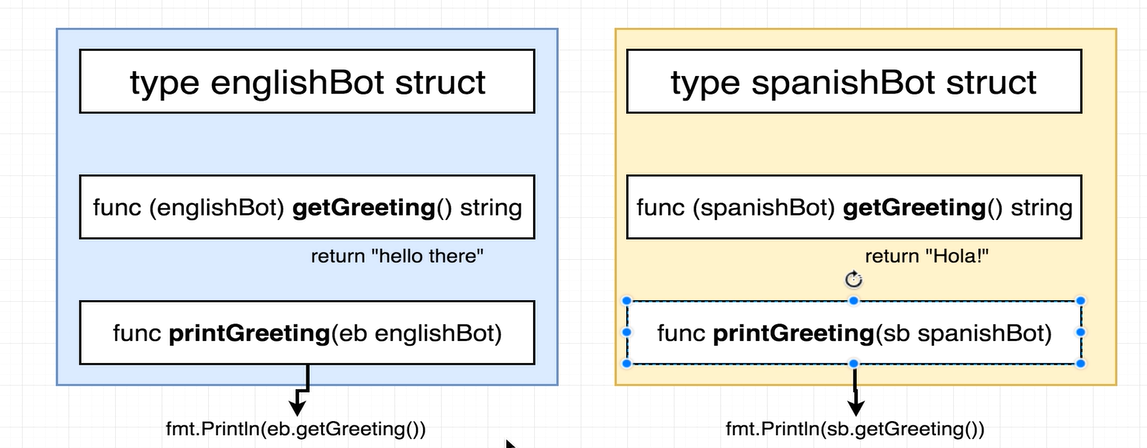 type englishBot struct
func (englishBot) getGreeting() string
return "hello there"
func printGreeting(eb englishBot)
fmt.Println(eb.getGreeting())
type spanishBot struct
func (spanishBot) getGreeting() string
return "Hola!"
func printGreeting(sb spanishBot)
fmt.Println(sb.getGreeting())